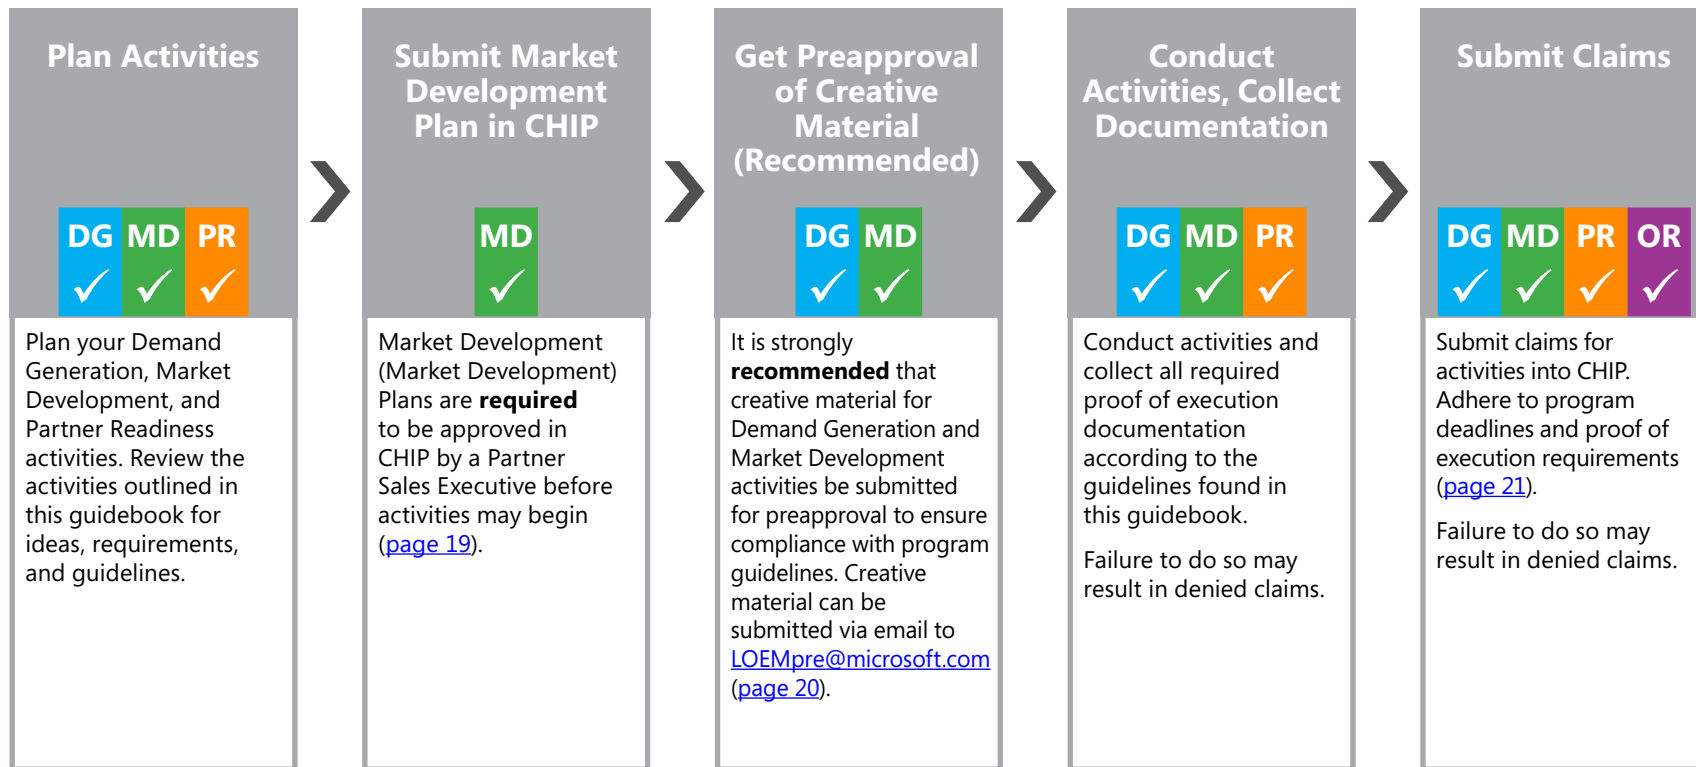 Plan Activities
DG MD PR
Plan your Demand
Generation, Market
Development, and
Partner Readiness
activities. Review the
activities outlined in
this guidebook for
ideas, requirements,
and guidelines.
Submit Market
Development
Plan in CHIP
MD
Market Development
(Market Development)
Plans are required
to be approved in
CHIP by a Partner
Sales Executive before
activities may begin
(page 19).
Get Preapproval
of Creative
Material
(Recommended)
DG MD
It is strongly
recommended that
creative material for
Demand Generation and
Market Development
activities be submitted
for preapproval to ensure
compliance with program
guidelines. Creative
material can be
submitted via email to
LOEMpre@microsoft.com
(page 20).
Conduct
Activities, Collect
Documentation
DG MD PR
Conduct activities and
collect all required
proof of execution
documentation
according to the
guidelines found in
this guidebook.
Failure to do so may
result in denied claims.
Submit Claims
DG MD PR OR
Submit claims for
activities into CHIP.
Adhere to program
deadlines and proof of
execution requirements
(page 21).
Failure to do so may
result in denied claims.